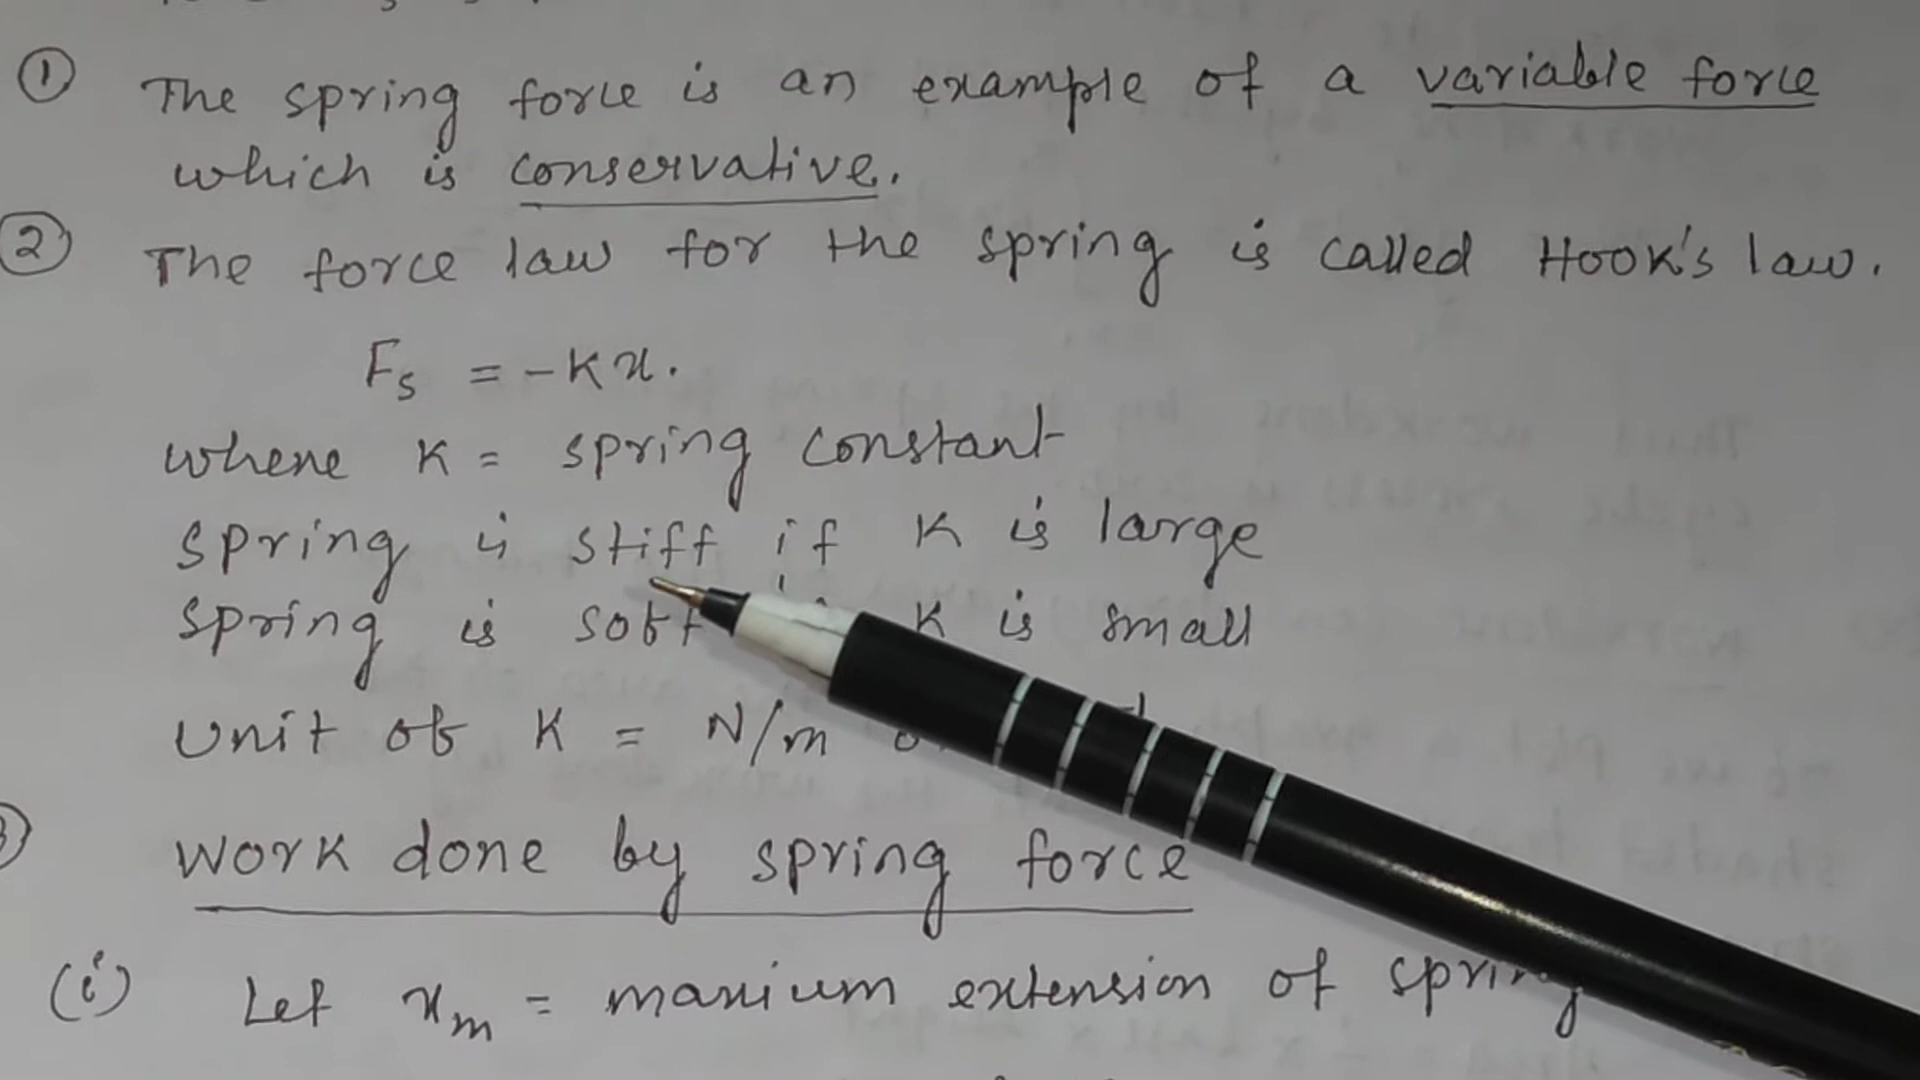 ① The spring force is an example of a variable force
which is conservative.
② The force law for the spring is called Hook's law.
Fs = -kx.
where K = spring constant
spring is stiff if K is large
spring is soft K is small
Unit of K = N/m
Work done by spring force
(i) Let xm = maxium extension of spring